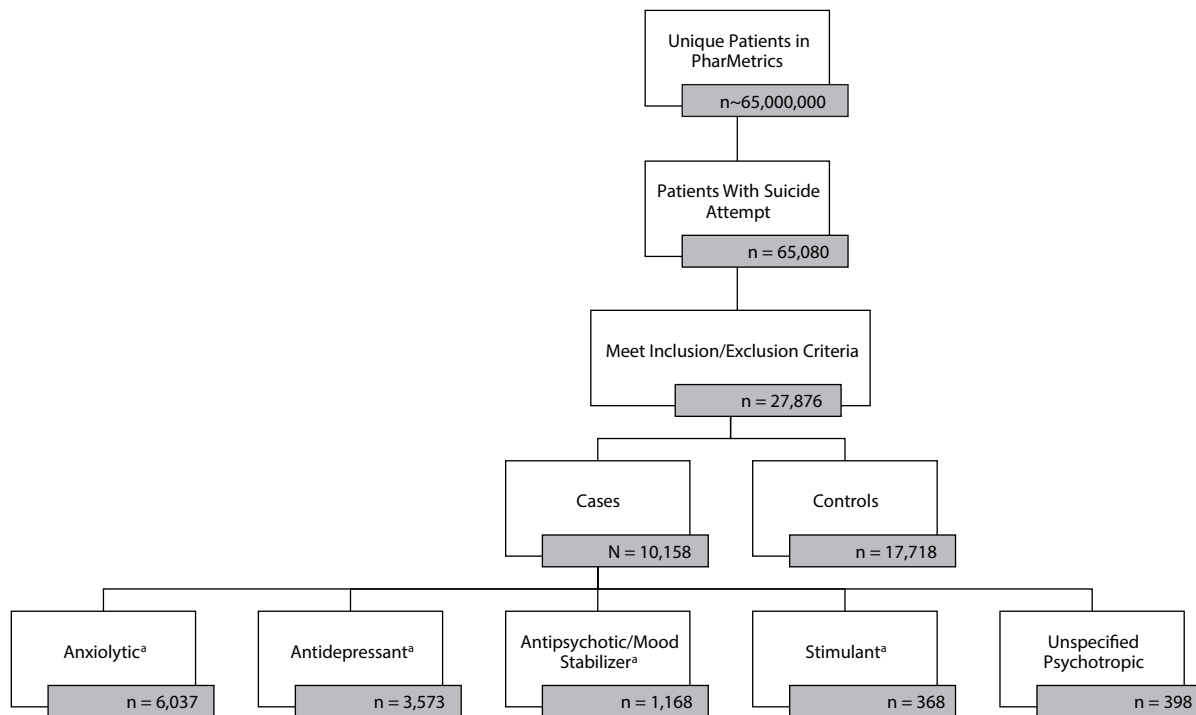 Unique Patients in
PharMetrics
n~65,000,000
Patients With Suicide
Attempt
n = 65,080
Meet Inclusion/Exclusion Criteria
n = 27,876
Cases
N = 10,158
Controls
n = 17,718
Anxiolyticᵃ
n = 6,037
Antidepressantᵃ
n = 3,573
Antipsychotic/Mood
Stabilizerᵃ
n = 1,168
Stimulantᵃ
n = 368
Unspecified
Psychotropic
n = 398